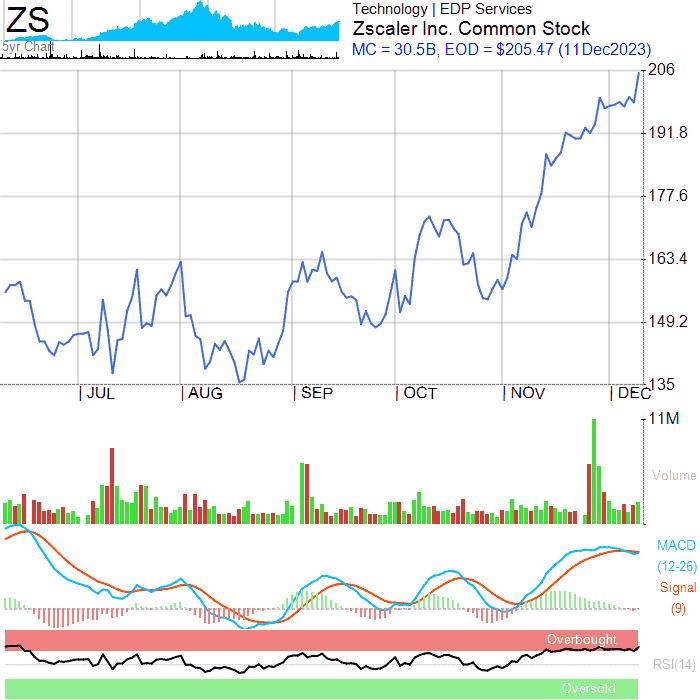 ZS
5yr Chart
Technology | EDP Services
Zscaler Inc. Common Stock
MC = 30.5B, EOD = $205.47 (11Dec2023)
206
191.8
177.6
163.4
149.2
135
JUL AUG SEP OCT NOV DEC
11M
Volume
MACD
(12-26)
Signal
(9)
Overbought
RSI(14)
Oversold